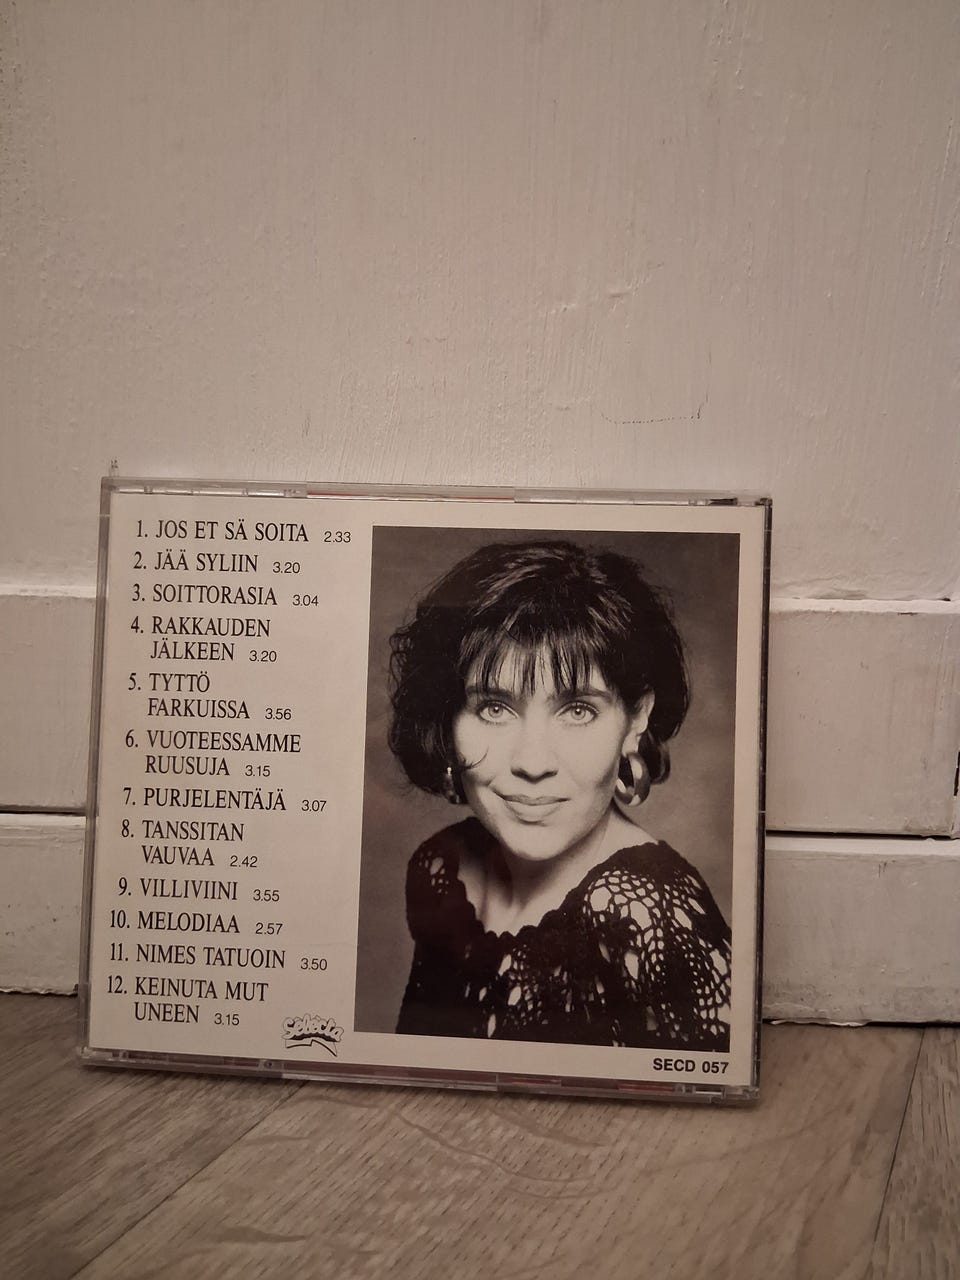 1. JOS ET SÄ SOITA 2.33
2. JÄÄ SYLIIN 3.20
3. SOITTORASIA 3.04
4. RAKKAUDEN
JÄLKEEN 3.20
5. TYTTÖ
FARKUISSA 3.56
6. VUOTEESSAMME
RUUSUJA 3.15
7. PURJELENTÄJÄ 3.07
8. TANSSITAN
VAUVAA 2.42
9. VILLIVIINI 3.55
10. MELODIAA 2.57
11. NIMES TATUOIN 3.50
12. KEINUTA MUT
UNEEN 3.15
Selecta
SECD 057